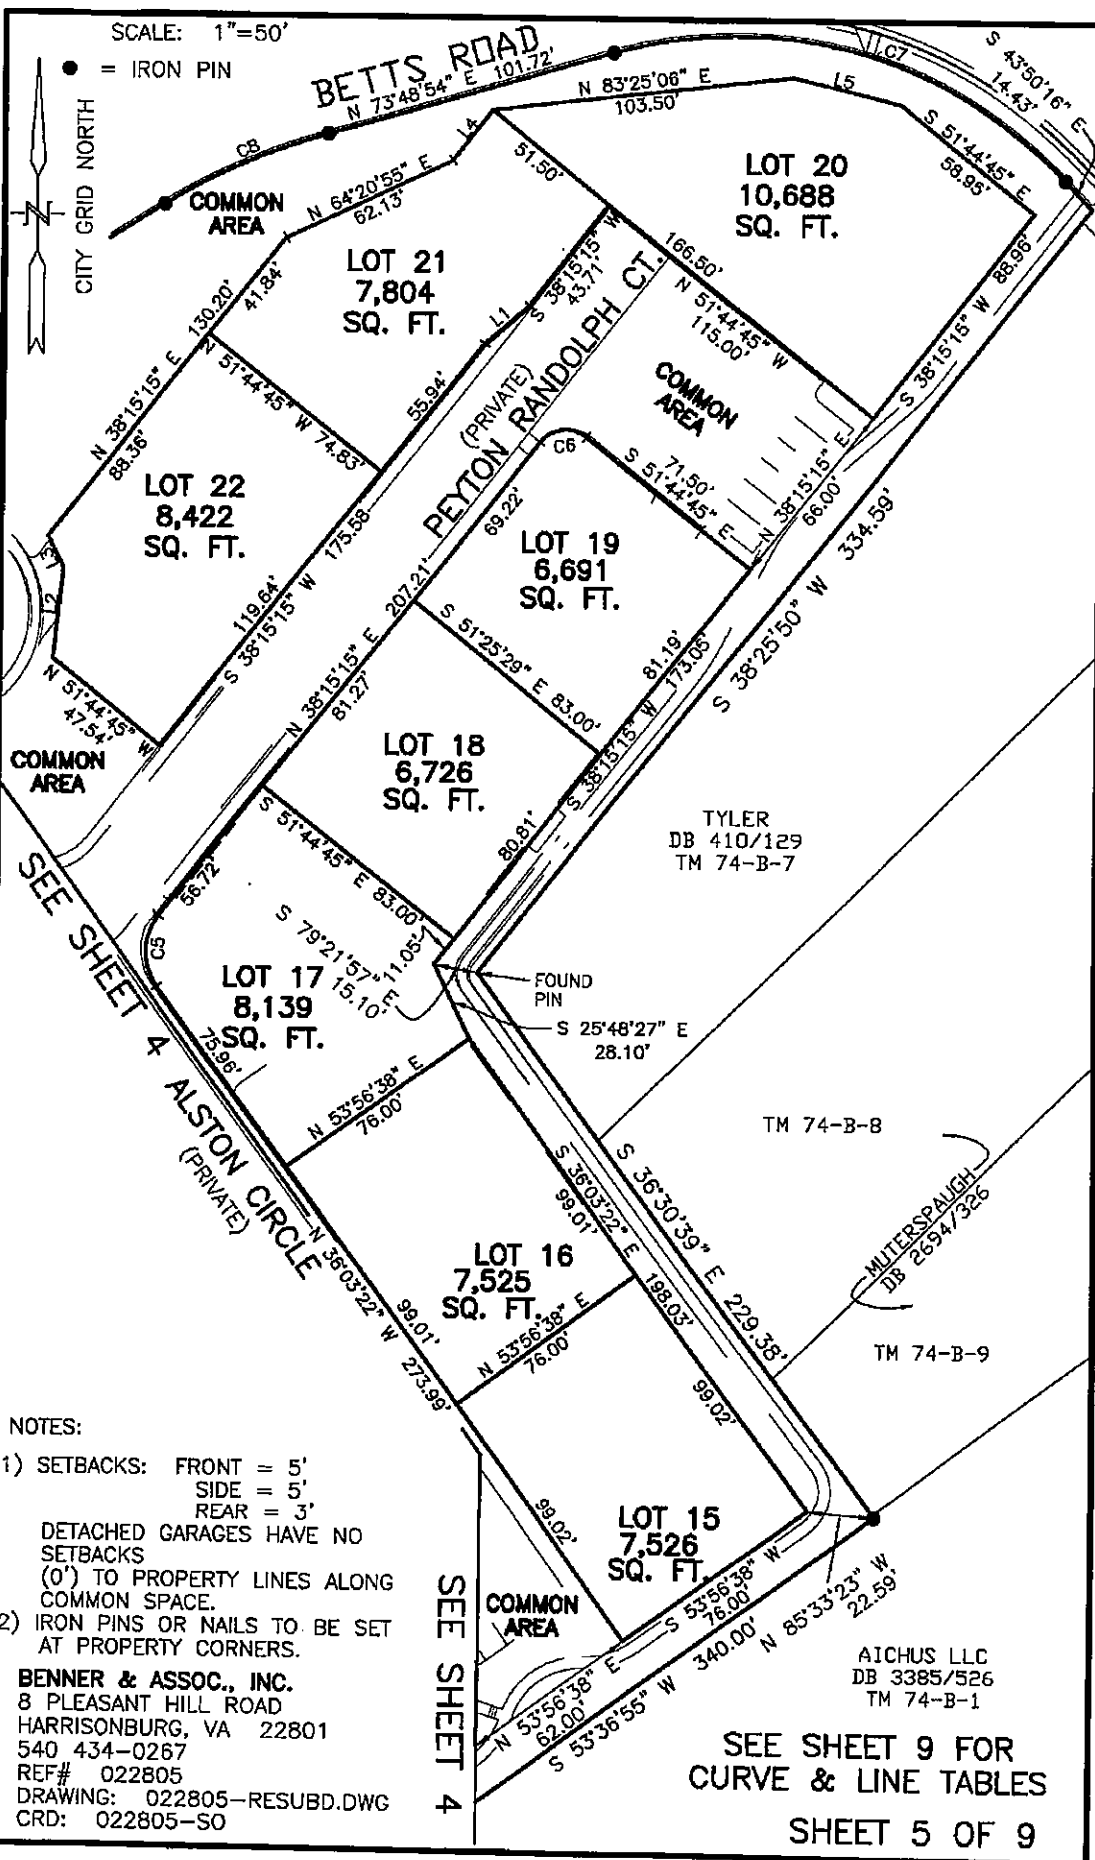 SCALE: 1"=50'
● = IRON PIN
CITY GRID NORTH
N
BETTS ROAD
N 73°48'54" E 101.72'
C8
C7
S 43°50'16" E
14.43'
N 83°25'06" E
103.50'
L5
L4
S 51°44'45" E
58.95'
51.50'
COMMON
AREA
N 64°20'55" E
62.13'
LOT 20
10,688
SQ. FT.
LOT 21
7,804
SQ. FT.
S 38°15'15" W
43.71'
166.50'
N 51°44'45" W
115.00'
88.96'
S 38°15'15" W
130.20'
41.84'
L1
N 38°15'15" E
88.36'
N 51°44'45" W 74.83'
55.94'
PEYTON RANDOLPH CT.
(PRIVATE)
COMMON
AREA
C6
S 51°44'45" E
71.50'
N 38°15'15" E
66.00'
S 38°25'50" W 334.59'
LOT 22
8,422
SQ. FT.
L3
L2
119.64'
S 38°15'15" W 175.58'
69.22'
LOT 19
6,691
SQ. FT.
N 38°15'15" E 207.21'
81.27'
S 51°25'29" E 83.00'
81.19'
S 38°15'15" W 173.05'
N 51°44'45" W
47.54'
COMMON
AREA
LOT 18
6,726
SQ. FT.
80.81'
TYLER
DB 410/129
TM 74-B-7
S 51°44'45" E 83.00'
56.72'
C5
11.05'
S 79°21'57" E
15.10'
SEE SHEET 4
LOT 17
8,139
SQ. FT.
FOUND
PIN
S 25°48'27" E
28.10'
75.96'
N 53°56'38" E
76.00'
ALSTON CIRCLE
(PRIVATE)
TM 74-B-8
S 36°30'39" E 229.38'
S 36°03'22" E 198.03'
99.01'
MUTERSPAUGH
DB 2694/326
LOT 16
7,525
SQ. FT.
N 36°03'22" W 273.99'
99.01'
N 53°56'38" E
76.00'
TM 74-B-9
99.02'
99.02'
LOT 15
7,526
SQ. FT.
S 53°56'38" W
76.00'
N 85°33'23" W
22.59'
COMMON
AREA
N 53°56'38" E
62.00'
S 53°36'55" W 340.00'
AICHUS LLC
DB 3385/526
TM 74-B-1
SEE SHEET 4
NOTES:
1) SETBACKS: FRONT = 5'
SIDE = 5'
REAR = 3'
DETACHED GARAGES HAVE NO
SETBACKS
(0') TO PROPERTY LINES ALONG
COMMON SPACE.
2) IRON PINS OR NAILS TO BE SET
AT PROPERTY CORNERS.
BENNER & ASSOC., INC.
8 PLEASANT HILL ROAD
HARRISONBURG, VA 22801
540 434-0267
REF# 022805
DRAWING: 022805-RESUBD.DWG
CRD: 022805-SO
SEE SHEET 9 FOR
CURVE & LINE TABLES
SHEET 5 OF 9